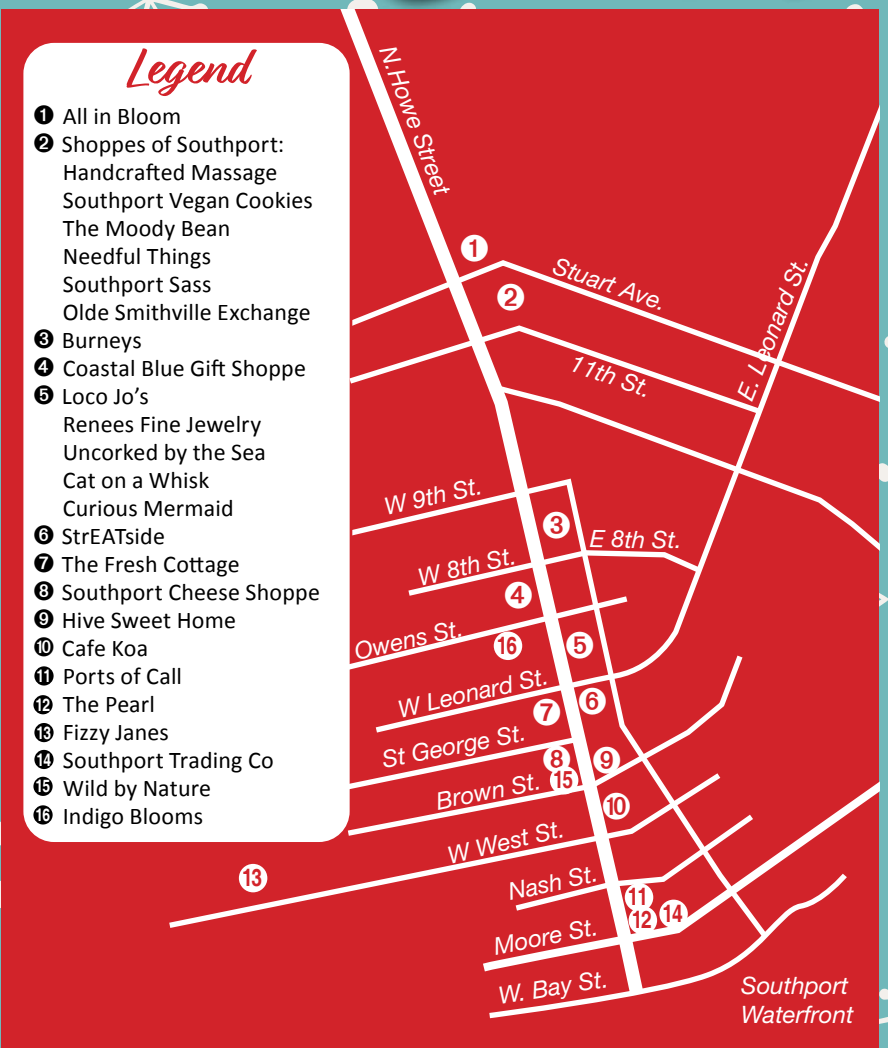 Legend
❶ All in Bloom
❷ Shoppes of Southport:
Handcrafted Massage
Southport Vegan Cookies
The Moody Bean
Needful Things
Southport Sass
Olde Smithville Exchange
❸ Burneys
❹ Coastal Blue Gift Shoppe
❺ Loco Jo’s
Renees Fine Jewelry
Uncorked by the Sea
Cat on a Whisk
Curious Mermaid
❻ StrEATside
❼ The Fresh Cottage
❽ Southport Cheese Shoppe
❾ Hive Sweet Home
❿ Cafe Koa
⓫ Ports of Call
⓬ The Pearl
⓭ Fizzy Janes
⓮ Southport Trading Co
⓯ Wild by Nature
⓰ Indigo Blooms
N.Howe Street
1
Stuart Ave.
2
E. Leonard St.
11th St.
W 9th St.
3
E 8th St.
W 8th St.
4
Owens St.
16
5
W Leonard St.
6
7
St George St.
8
9
15
Brown St.
10
W West St.
13
Nash St.
11
12
14
Moore St.
W. Bay St.
Southport
Waterfront